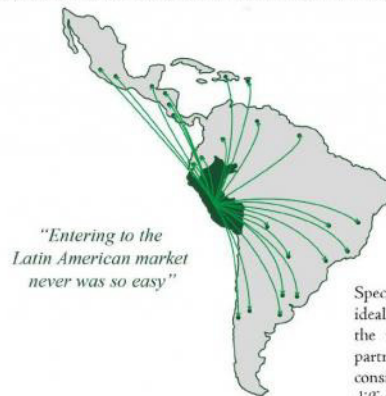 “Entering to the
Latin American market
never was so easy”
Spec
ideal
the
partn
consi